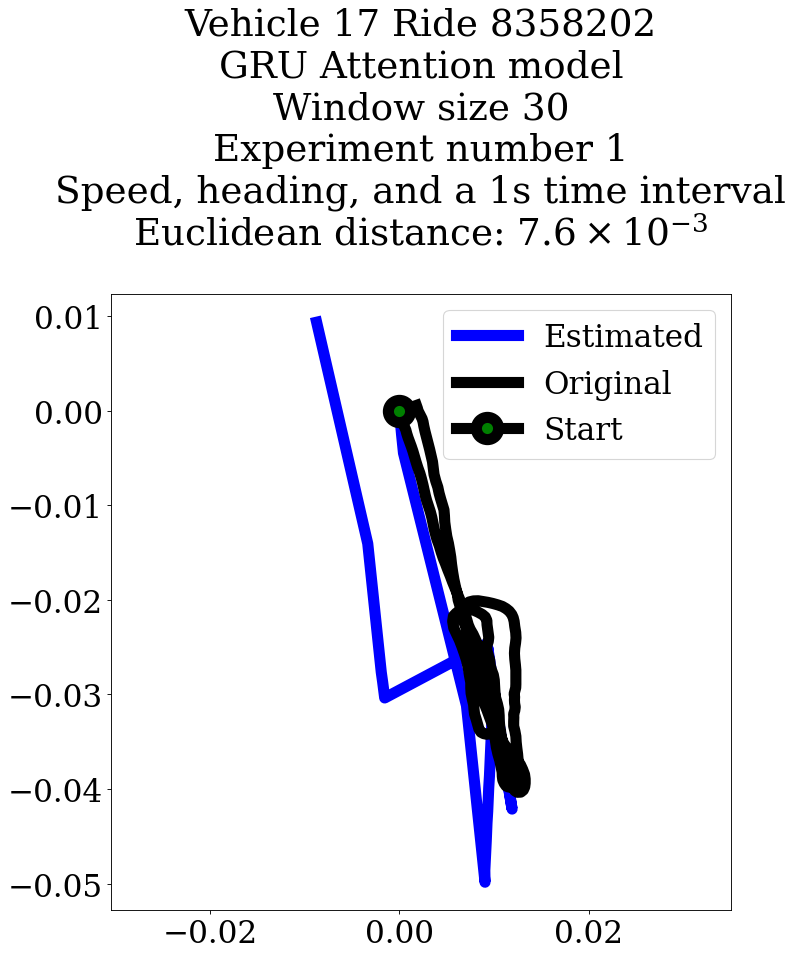 Vehicle 17 Ride 8358202
GRU Attention model
Window size 30
Experiment number 1
Speed, heading, and a 1s time interval
Euclidean distance: 7.6 × 10⁻³
Estimated
Original
Start
0.01
0.00
−0.01
−0.02
−0.03
−0.04
−0.05
−0.02
0.00
0.02